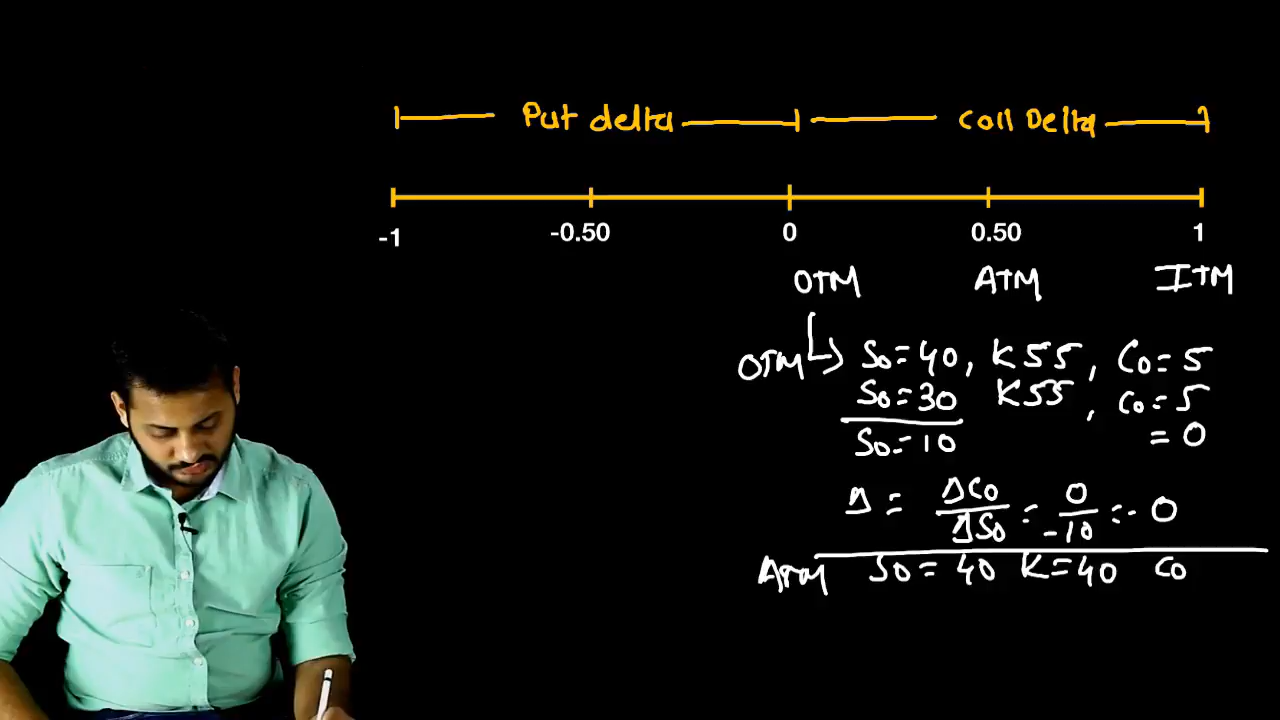 Put delta Call Delta
-1 -0.50 0 0.50 1
OTM ATM ITM
OTM S0=40, K55, C0=5
S0=30 K55, C0=5
S0=10 =0
Δ = ΔC0/ΔS0 = 0/-10 =-0
ATM S0=40 K=40 C0